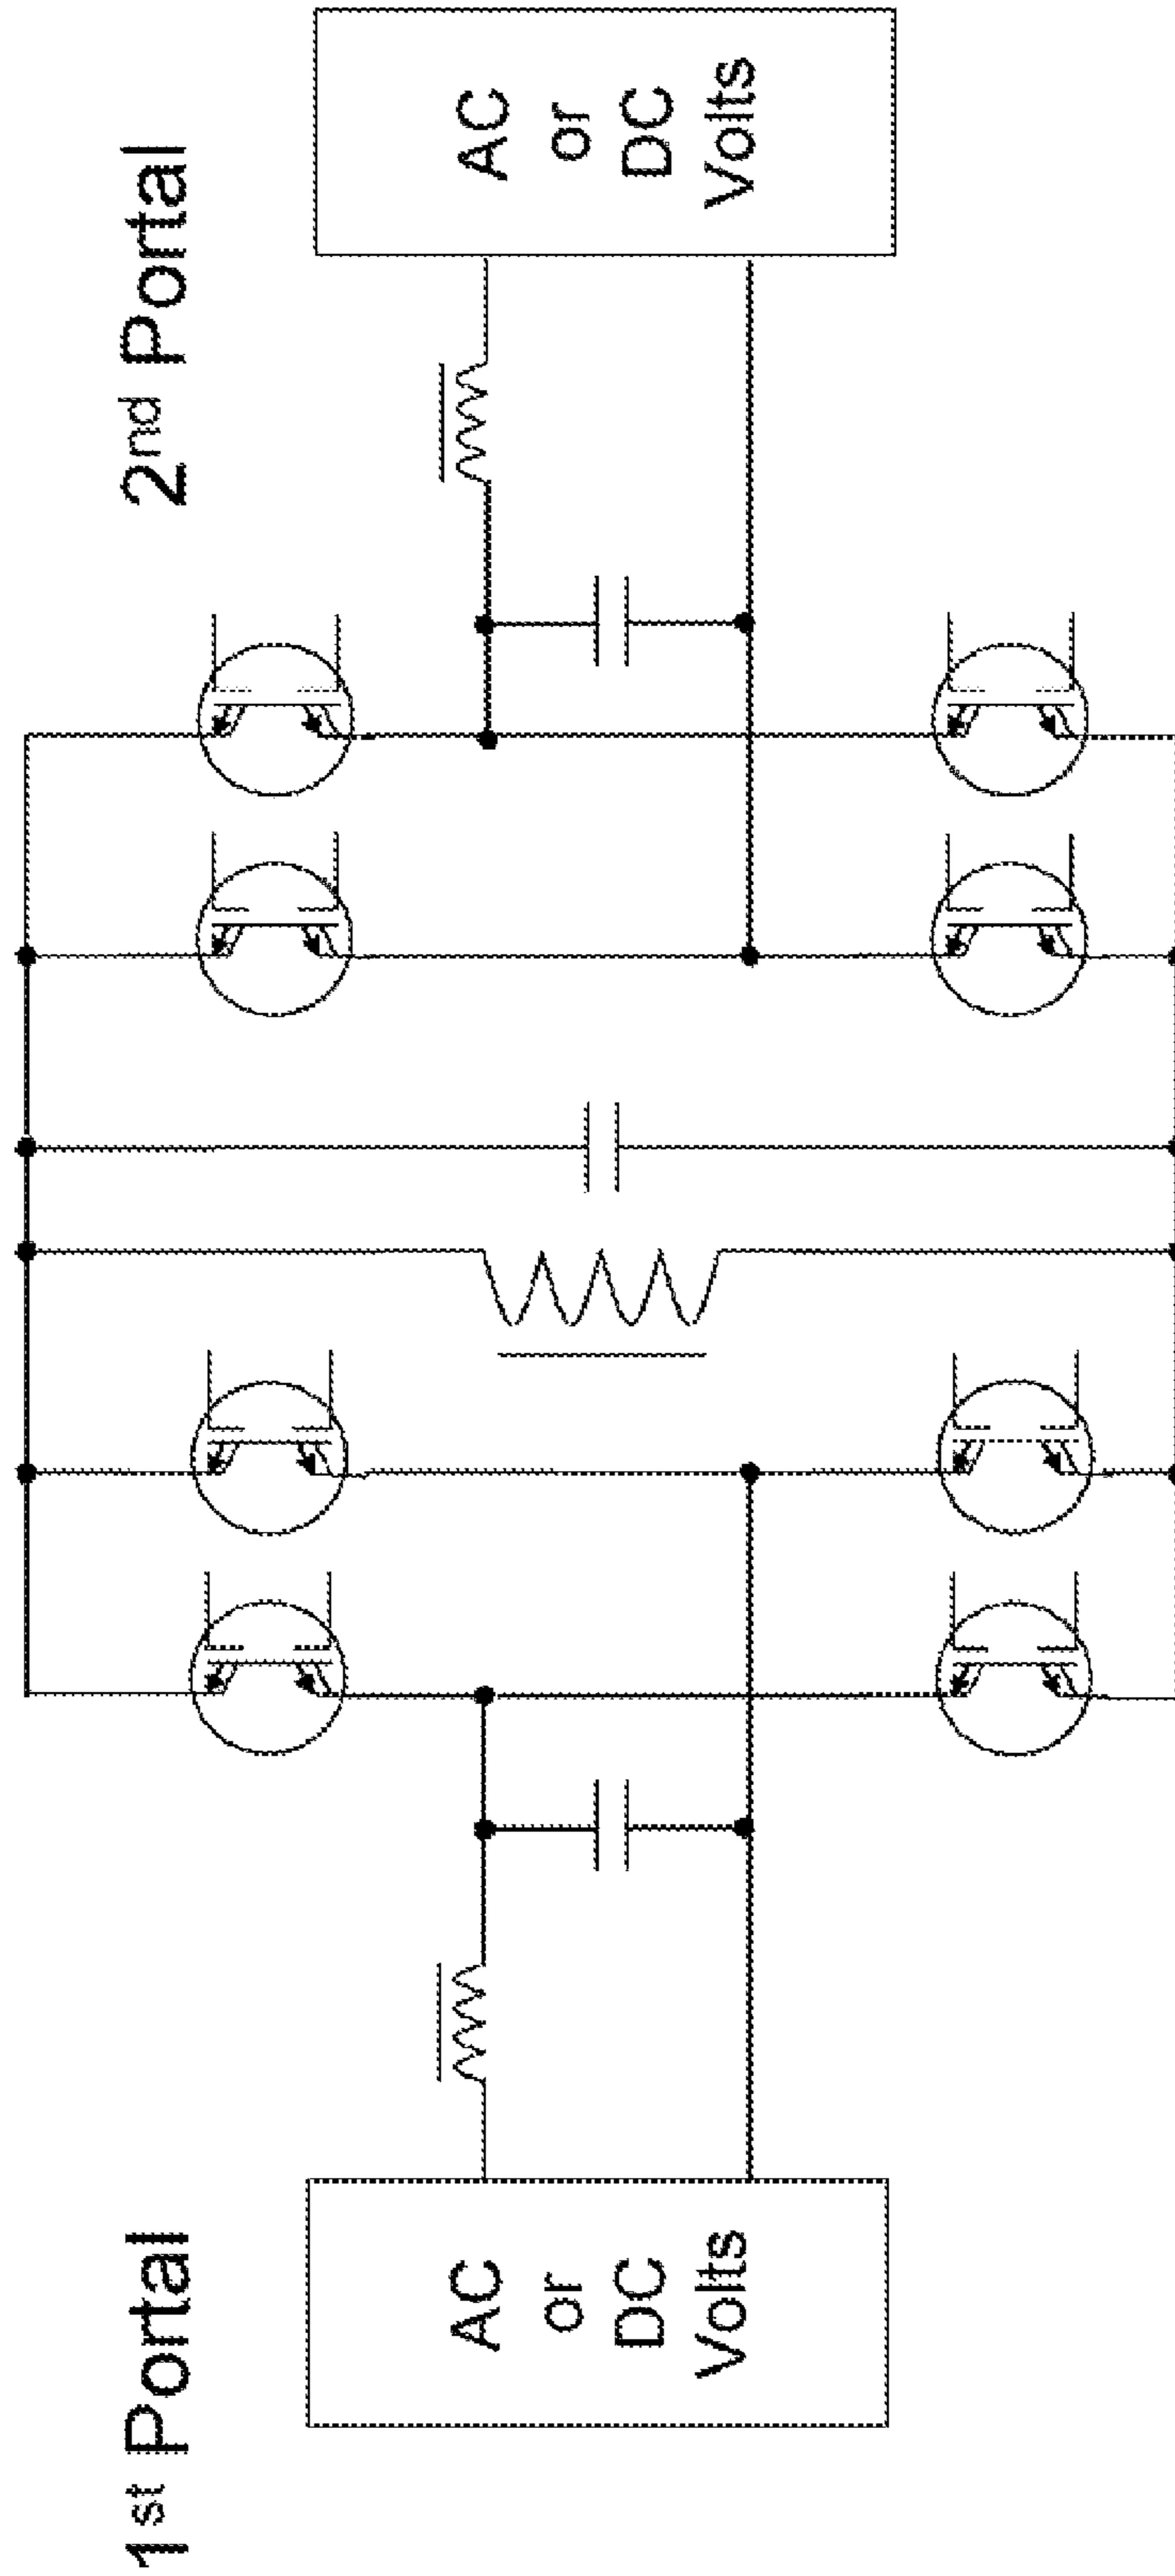 1st Portal
AC
or
DC
Volts
2nd Portal
AC
or
DC
Volts